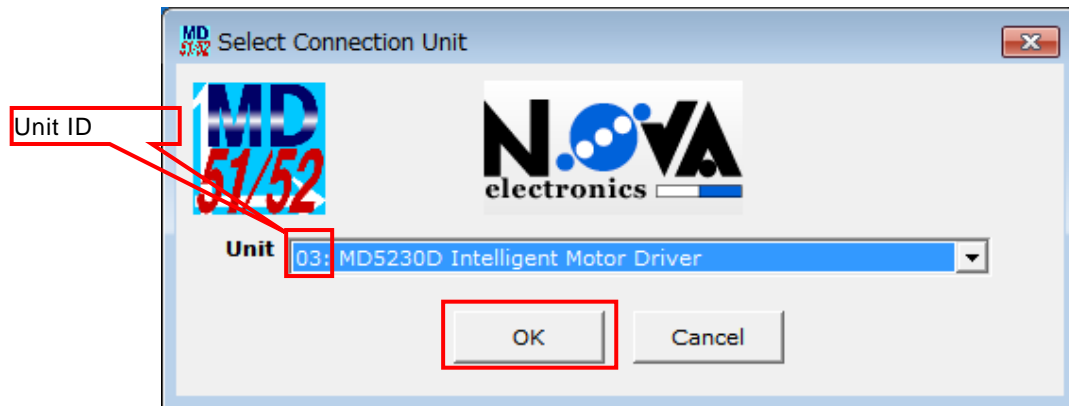 MD
51/52
Select Connection Unit
Unit ID
MD
51/52
NOVA
electronics
Unit
03: MD5230D Intelligent Motor Driver
OK
Cancel